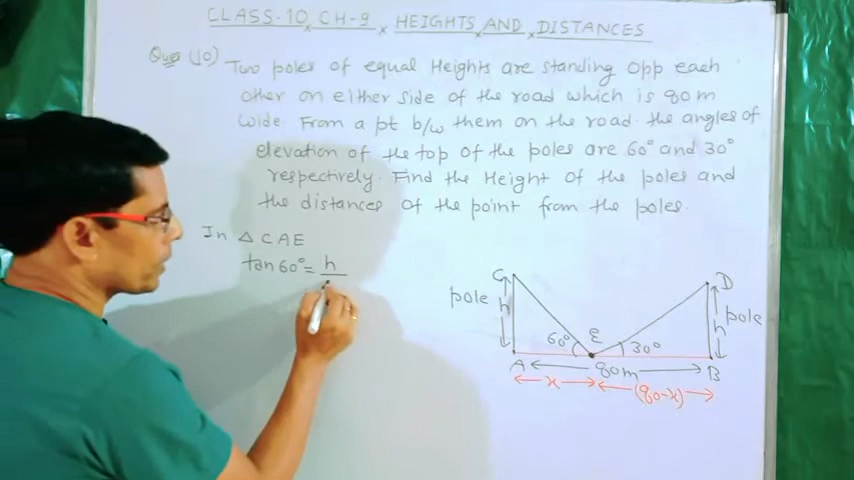 CLASS-10, CH-9 x HEIGHTS AND DISTANCES
Ques (10) Two poles of equal Heights are standing opp each
other on either side of the road which is 80 m
wide. From a pt b/w them on the road. the angles of
elevation of the top of the poles are 60° and 30°
respectively. Find the Height of the poles and
the distances of the point from the poles.
In △ CAE
tan 60° = h
C D
pole h h pole
60° E 30°
A 80m B
x (80-x)